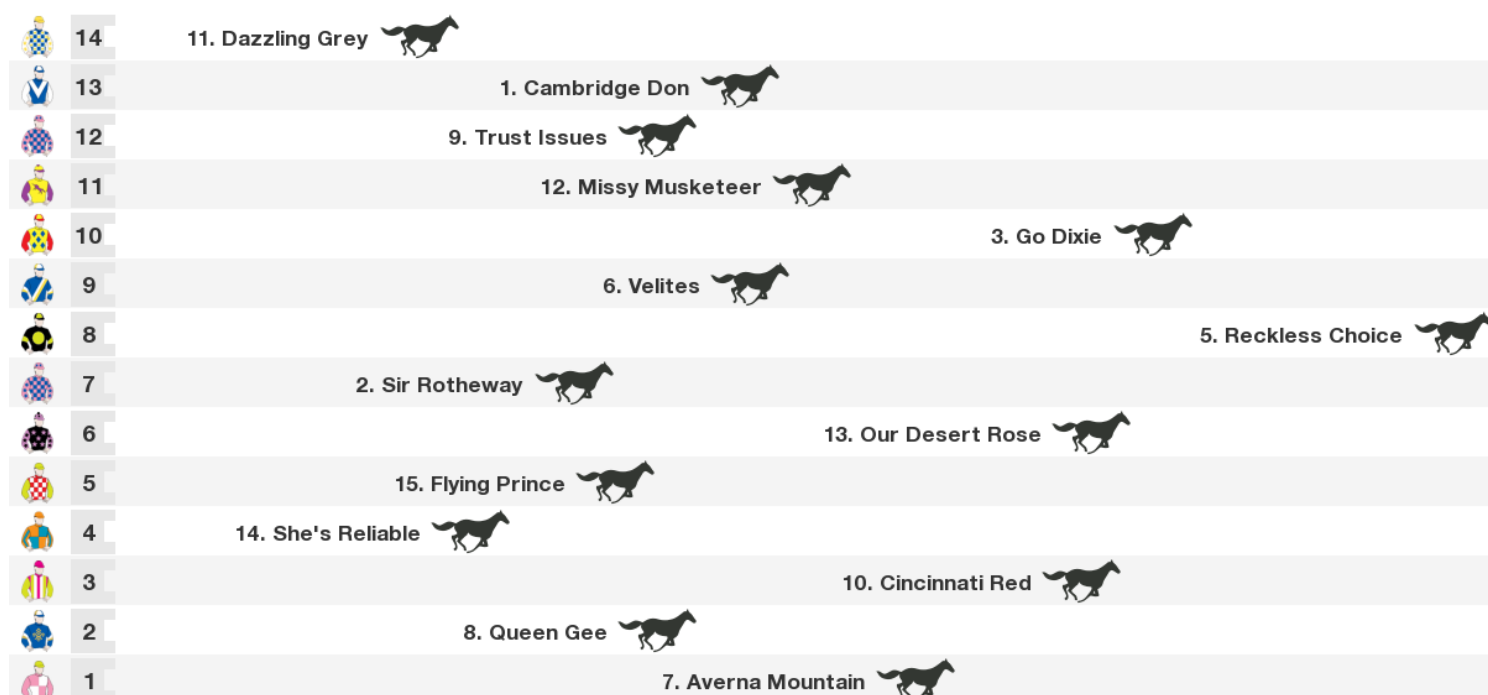 14 11. Dazzling Grey
13 1. Cambridge Don
12 9. Trust Issues
11 12. Missy Musketeer
10 3. Go Dixie
9 6. Velites
8 5. Reckless Choice
7 2. Sir Rotheway
6 13. Our Desert Rose
5 15. Flying Prince
4 14. She's Reliable
3 10. Cincinnati Red
2 8. Queen Gee
1 7. Averna Mountain